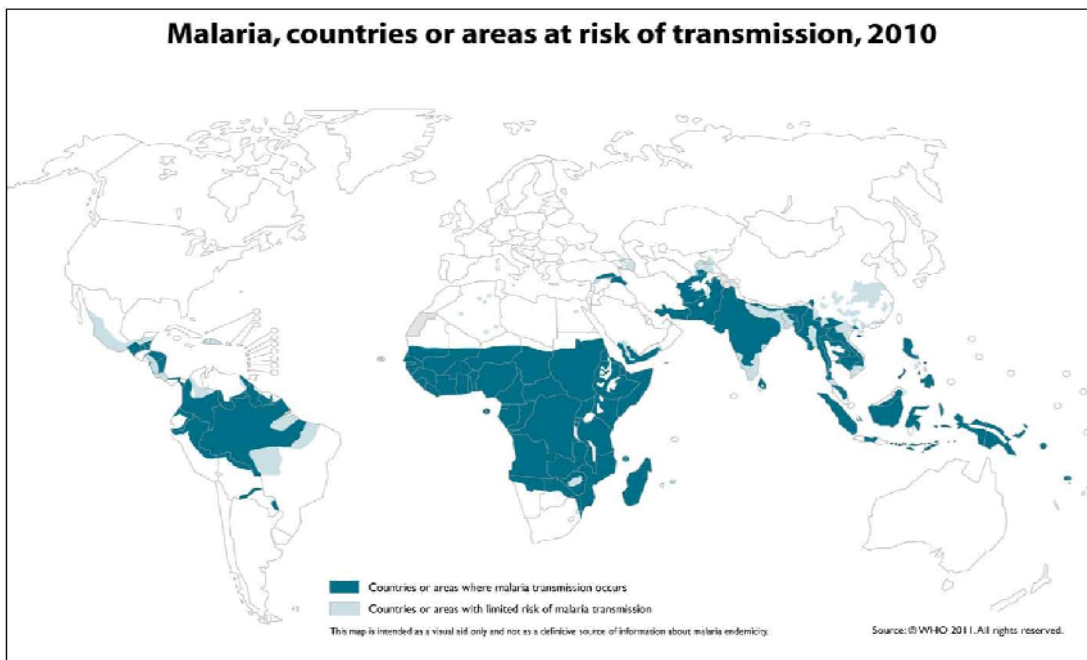 Malaria, countries or areas at risk of transmission, 2010
Countries or areas where malaria transmission occurs
Countries or areas with limited risk of malaria transmission
This map is intended as a visual aid only and not as a definitive source of information about malaria endemicity.
Source: © WHO 2011. All rights reserved.